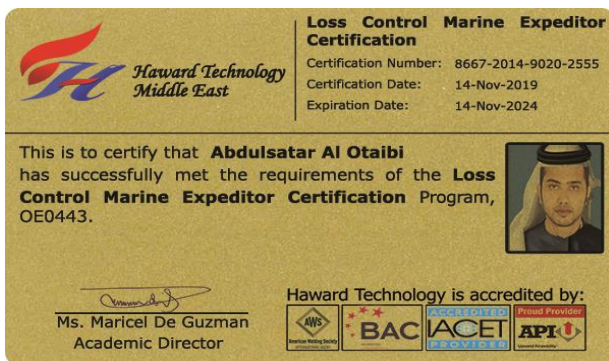 Haward Technology
Middle East
Loss Control Marine Expeditor
Certification
Certification Number: 8667-2014-9020-2555
Certification Date: 14-Nov-2019
Expiration Date: 14-Nov-2024
This is to certify that Abdulsatar Al Otaibi
has successfully met the requirements of the Loss
Control Marine Expeditor Certification Program,
OE0443.
Ms. Maricel De Guzman
Academic Director
Haward Technology is accredited by:
AWS
American Welding Society
BAC
ACCREDITED
IACET
PROVIDER
Proud Provider
API